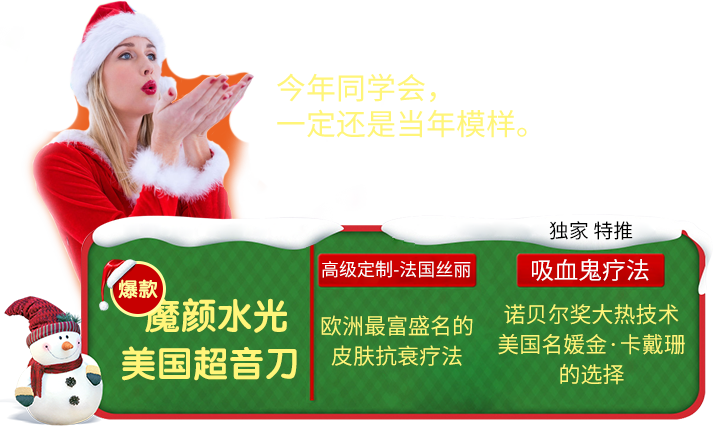 今年同学会，
一定还是当年模样。
爆款
魔颜水光
美国超音刀
高级定制-法国丝丽
欧洲最富盛名的
皮肤抗衰疗法
独家 特推
吸血鬼疗法
诺贝尔奖大热技术
美国名媛金·卡戴珊
的选择